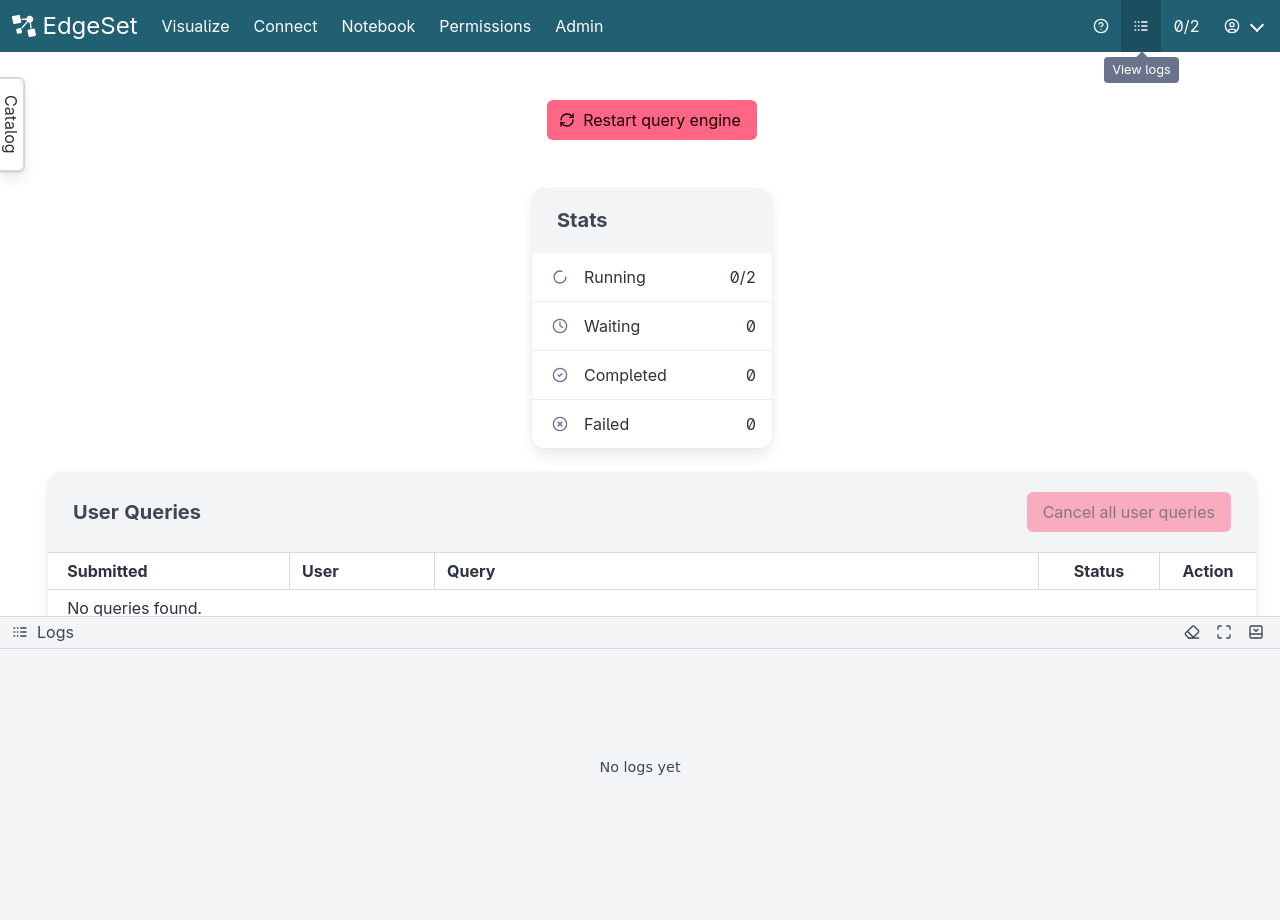 EdgeSet Visualize Connect Notebook Permissions Admin 0/2
View logs
Catalog
Restart query engine
Stats
Running 0/2
Waiting 0
Completed 0
Failed 0
User Queries Cancel all user queries
Submitted User Query Status Action
No queries found.
Logs
No logs yet